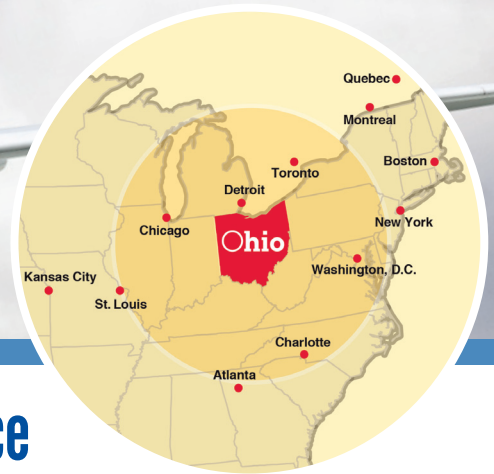 Quebec
Montreal
Boston
Toronto
Detroit
New York
Chicago
Ohio
Washington, D.C.
Kansas City
St. Louis
Charlotte
Atlanta